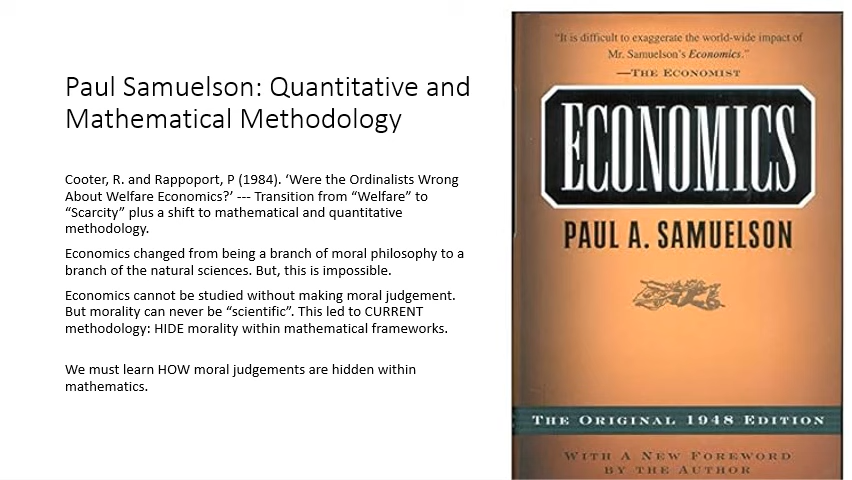 Paul Samuelson: Quantitative and
Mathematical Methodology
Cooter, R. and Rappoport, P (1984). ‘Were the Ordinalists Wrong
About Welfare Economics?’ --- Transition from “Welfare” to
“Scarcity” plus a shift to mathematical and quantitative
methodology.
Economics changed from being a branch of moral philosophy to a
branch of the natural sciences. But, this is impossible.
Economics cannot be studied without making moral judgement.
But morality can never be “scientific”. This led to CURRENT
methodology: HIDE morality within mathematical frameworks.
We must learn HOW moral judgements are hidden within
mathematics.
“It is difficult to exaggerate the world-wide impact of
Mr. Samuelson’s Economics.”
—THE ECONOMIST
ECONOMICS
PAUL A. SAMUELSON
THE ORIGINAL 1948 EDITION
WITH A NEW FOREWORD
BY THE AUTHOR